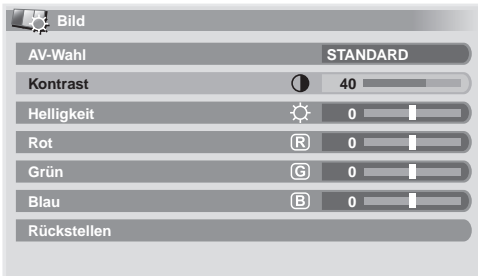 Bild
AV-Wahl STANDARD
Kontrast 40
Helligkeit 0
Rot R 0
Grün G 0
Blau B 0
Rückstellen